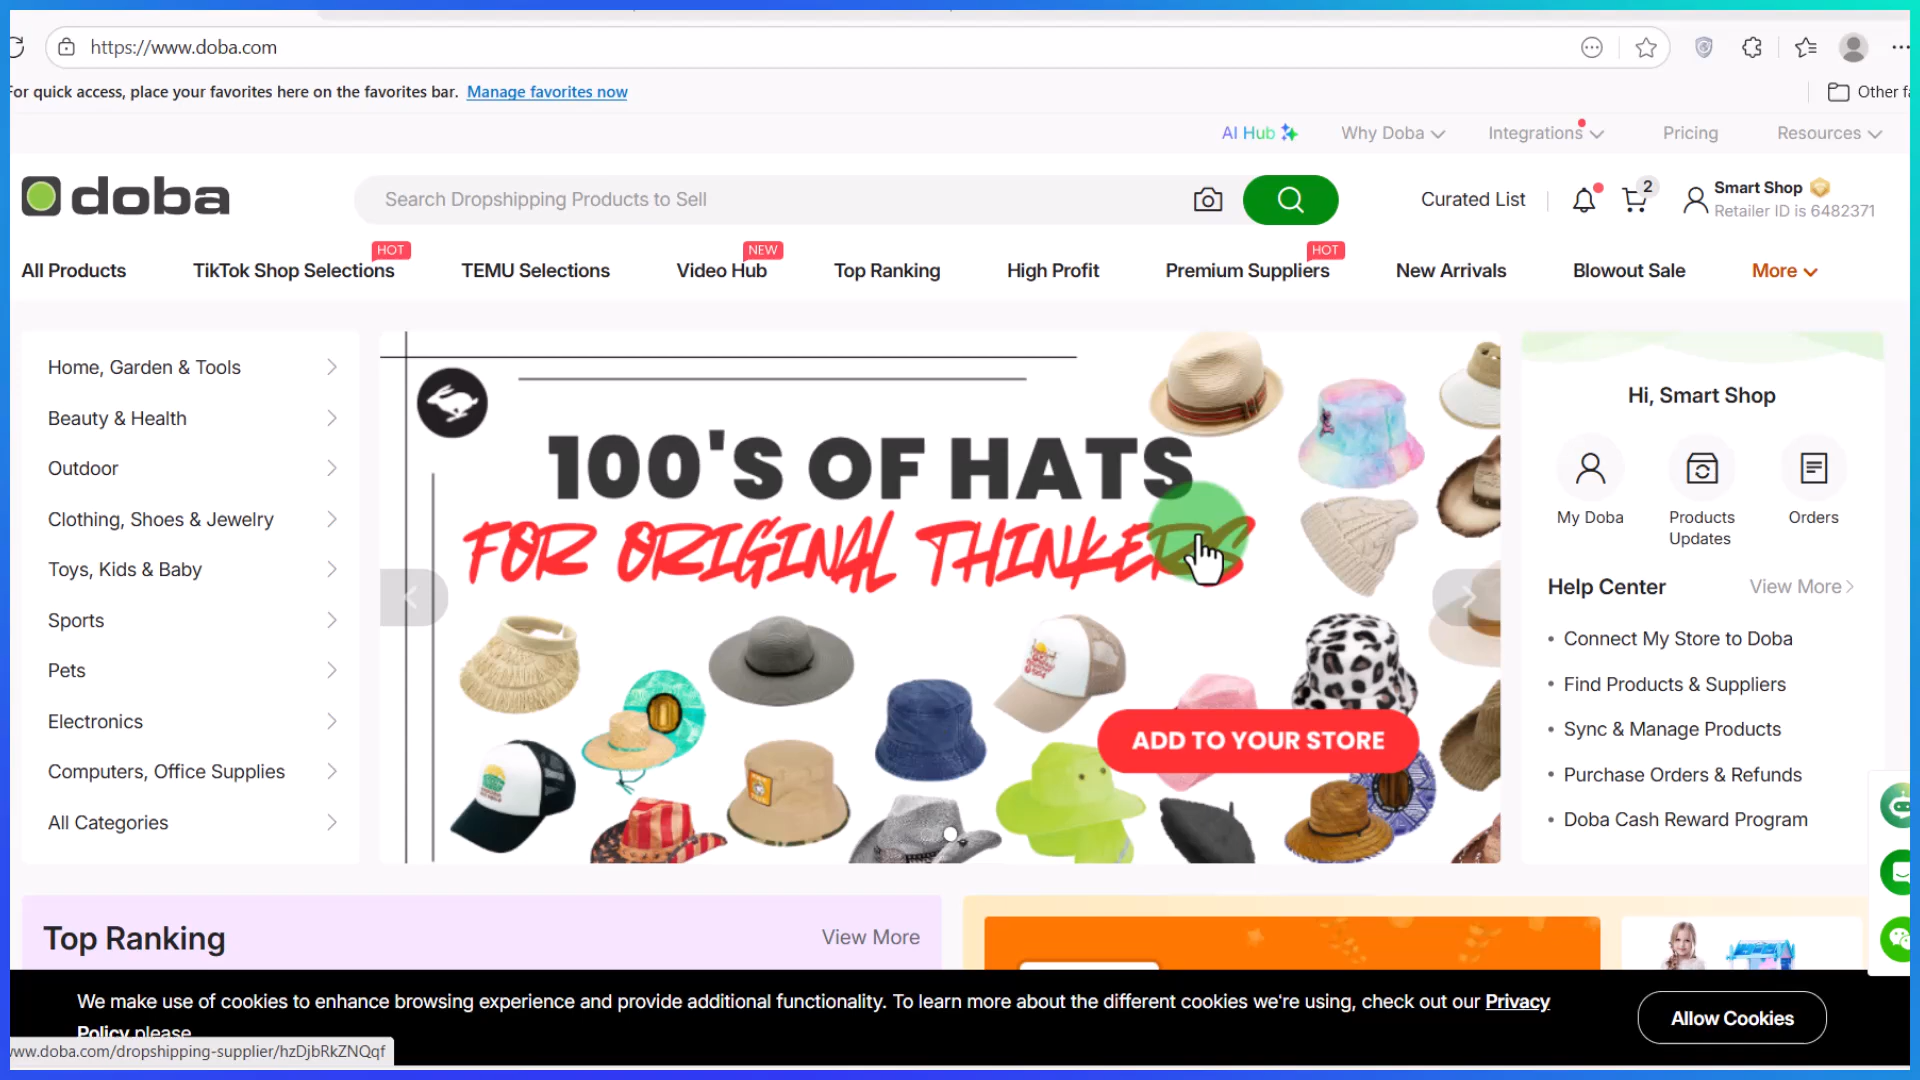 https://www.doba.com
For quick access, place your favorites here on the favorites bar. Manage favorites now
Other fa
AI Hub
Why Doba
Integrations
Pricing
Resources
doba
Search Dropshipping Products to Sell
Curated List
2
Smart Shop
Retailer ID is 6482371
HOT
NEW
HOT
All Products
TikTok Shop Selections
TEMU Selections
Video Hub
Top Ranking
High Profit
Premium Suppliers
New Arrivals
Blowout Sale
More
Home, Garden & Tools
Beauty & Health
Outdoor
Clothing, Shoes & Jewelry
Toys, Kids & Baby
Sports
Pets
Electronics
Computers, Office Supplies
All Categories
100'S OF HATS
FOR ORIGINAL THINKERS
ADD TO YOUR STORE
Hi, Smart Shop
My Doba
Products
Updates
Orders
Help Center
View More
• Connect My Store to Doba
• Find Products & Suppliers
• Sync & Manage Products
• Purchase Orders & Refunds
• Doba Cash Reward Program
Top Ranking
View More
We make use of cookies to enhance browsing experience and provide additional functionality. To learn more about the different cookies we're using, check out our Privacy
Policy please
Allow Cookies
www.doba.com/dropshipping-supplier/hzDjbRkZNQqf